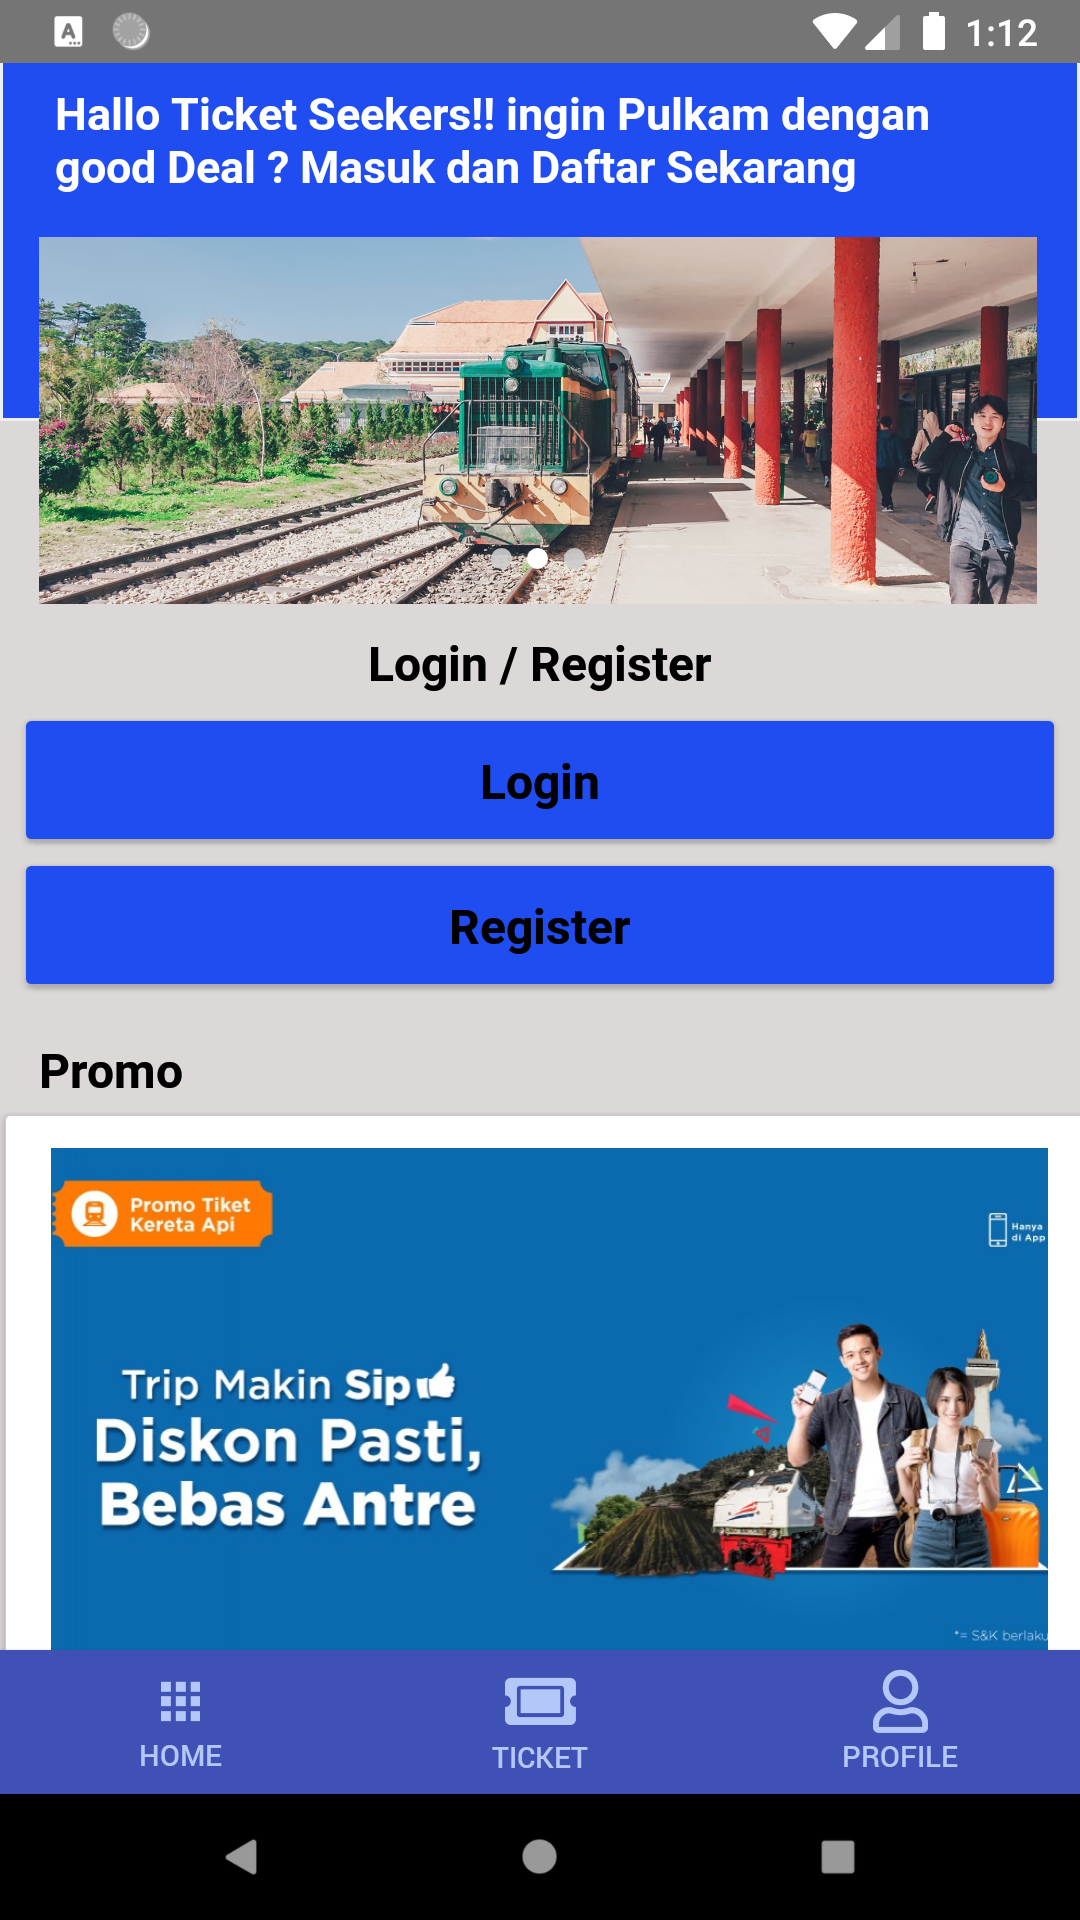 1:12
Hallo Ticket Seekers!! ingin Pulkam dengan
good Deal ? Masuk dan Daftar Sekarang
Login / Register
Login
Register
Promo
Promo Tiket
Kereta Api
Hanya
di App
Trip Makin Sip
Diskon Pasti,
Bebas Antre
*= S&K berlaku
HOME
TICKET
PROFILE